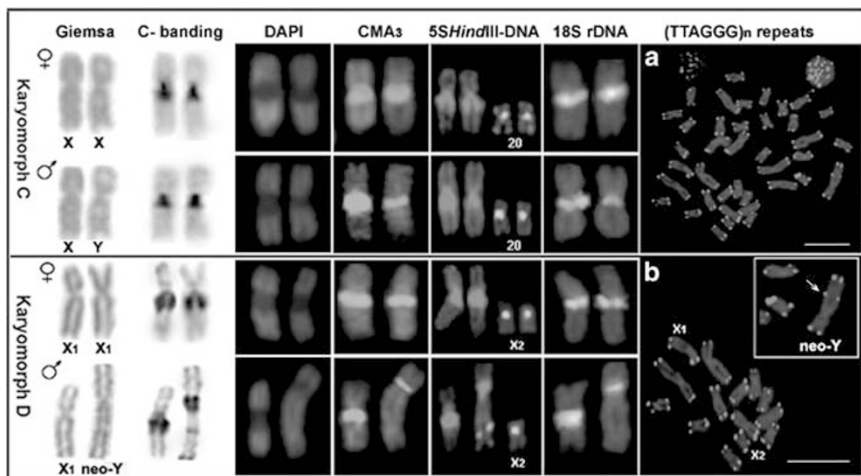 Giemsa C- banding DAPI CMA3 5SHindIII-DNA 18S rDNA (TTAGGG)n repeats
Karyomorph C
♀
X X
20
a
♂
X Y
20
Karyomorph D
♀
X1 X1
X2
b
neo-Y
X1
X2
♂
X1 neo-Y
X2